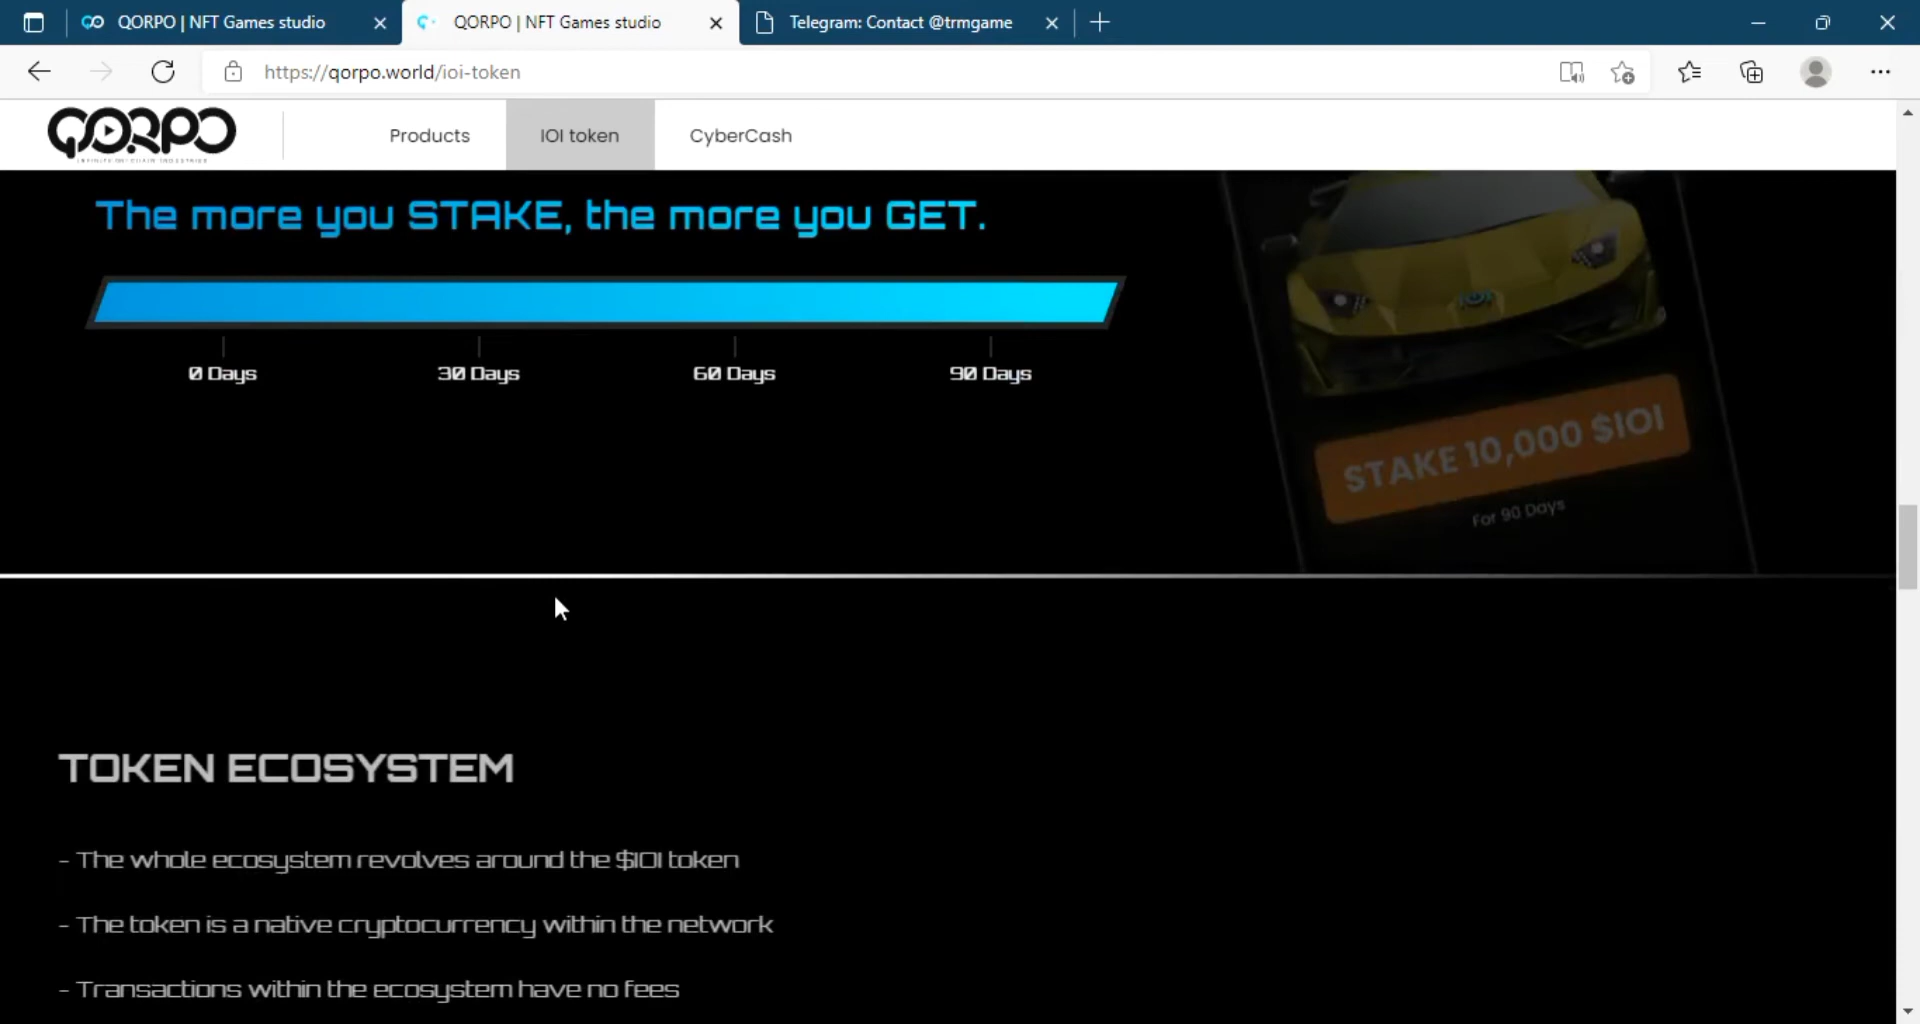 QORPO | NFT Games studio
QORPO | NFT Games studio
Telegram: Contact @trmgame
https://qorpo.world/ioi-token
QORPO
Products
IOI token
CyberCash
The more you STAKE, the more you GET.
0 Days
30 Days
60 Days
90 Days
IOI
STAKE 10,000 $IOI
For 90 Days
TOKEN ECOSYSTEM
- The whole ecosystem revolves around the $IOI token
- The token is a native cryptocurrency within the network
- Transactions within the ecosystem have no fees